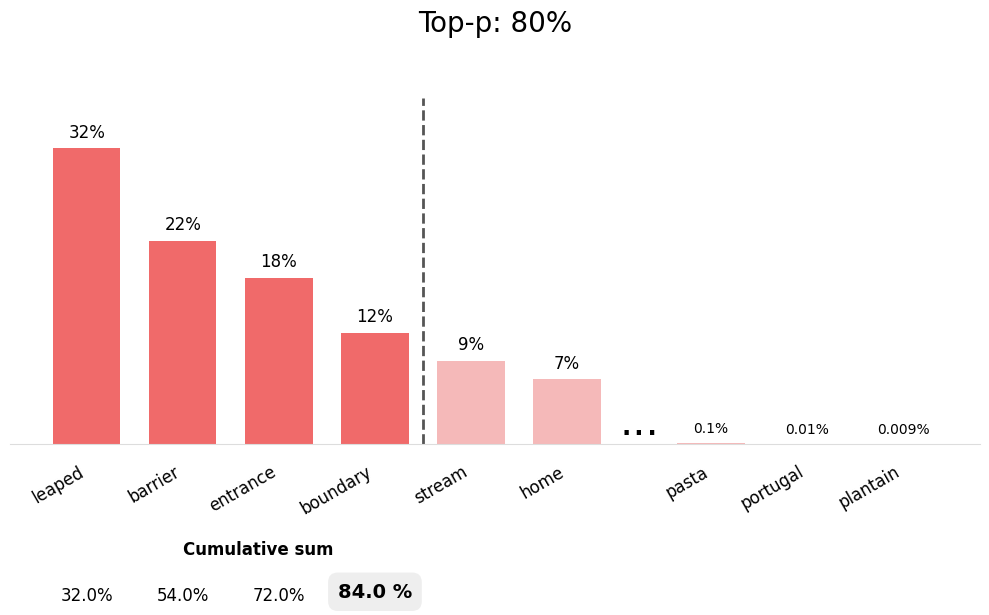 Top-p: 80%
32%
22%
18%
12%
9%
7%
...
0.1%
0.01%
0.009%
leaped
barrier
entrance
boundary
stream
home
pasta
portugal
plantain
Cumulative sum
32.0% 54.0% 72.0% 84.0 %